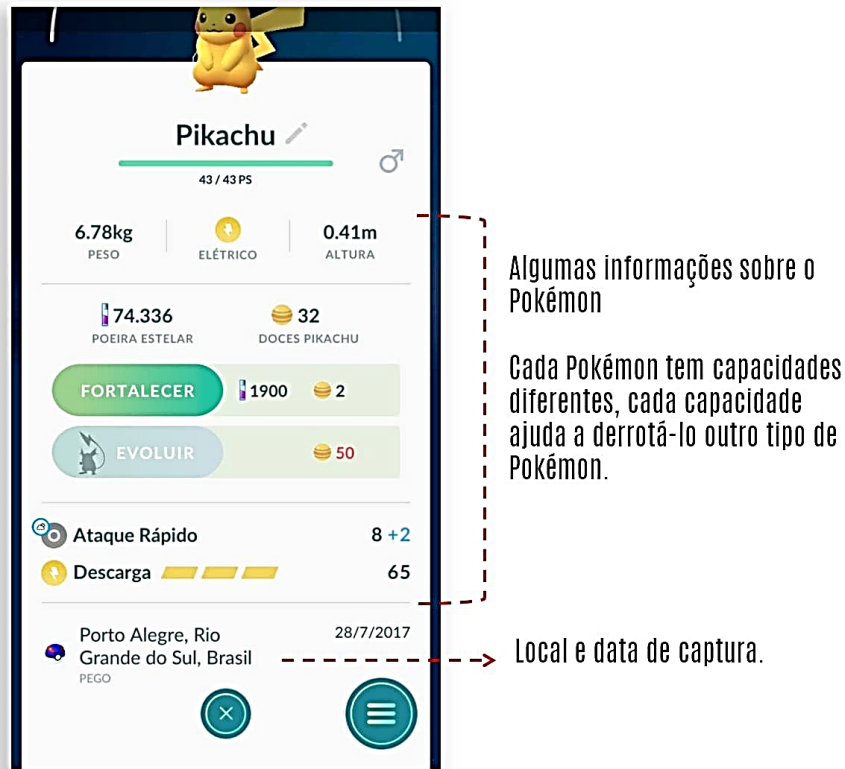 Pikachu
43 / 43 PS
6.78kg
PESO
ELÉTRICO
0.41m
ALTURA
74.336
POEIRA ESTELAR
32
DOCES PIKACHU
FORTALECER 1900 2
EVOLUIR 50
Ataque Rápido 8 +2
Descarga 65
Porto Alegre, Rio
Grande do Sul, Brasil
PEGO
28/7/2017
Algumas informações sobre o
Pokémon
Cada Pokémon tem capacidades
diferentes, cada capacidade
ajuda a derrotá-lo outro tipo de
Pokémon.
Local e data de captura.